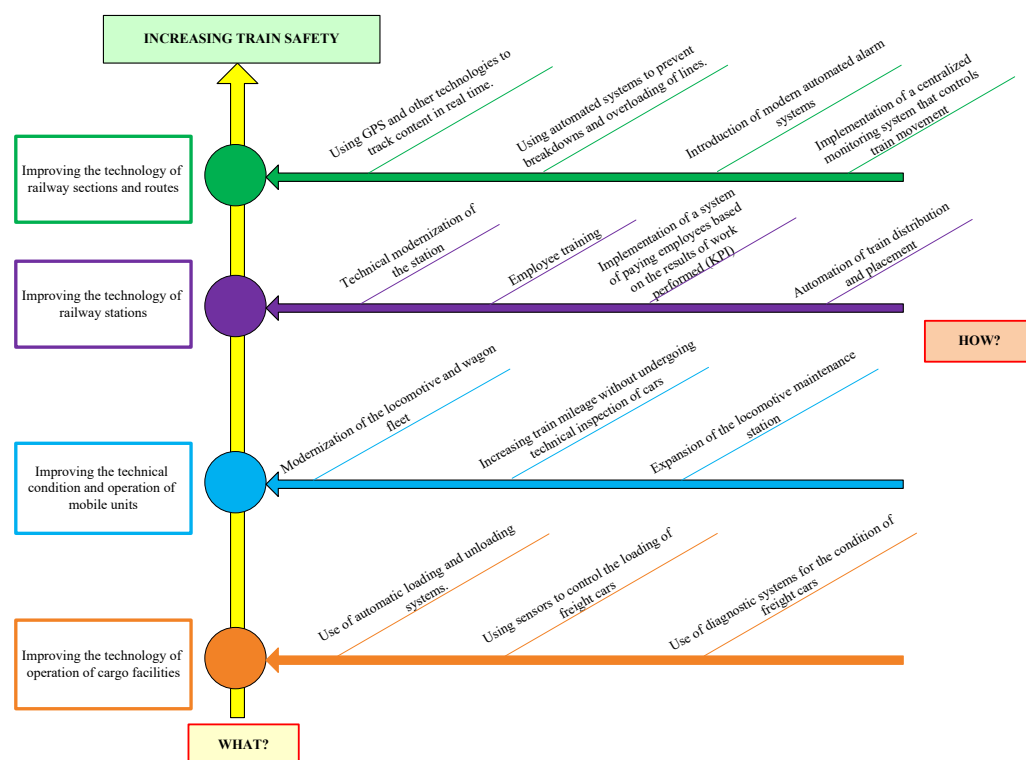 INCREASING TRAIN SAFETY
Using GPS and other technologies to
track content in real time.
Using automated systems to prevent
breakdowns and overloading of lines.
Introduction of modern automated alarm
systems
Implementation of a centralized
monitoring system that controls
train movement
Improving the technology of
railway sections and routes
Technical modernization of
the station
Employee training
Implementation of a system
of paying employees based
on the results of work
performed (KPI)
Automation of train distribution
and placement
Improving the technology of
railway stations
HOW?
Modernization of the locomotive and wagon
fleet
Increasing train mileage without undergoing
technical inspection of cars
Expansion of the locomotive maintenance
station
Improving the technical
condition and operation of
mobile units
Use of automatic loading and unloading
systems.
Using sensors to control the loading of
freight cars
Use of diagnostic systems for the condition of
freight cars
Improving the technology of
operation of cargo facilities
WHAT?